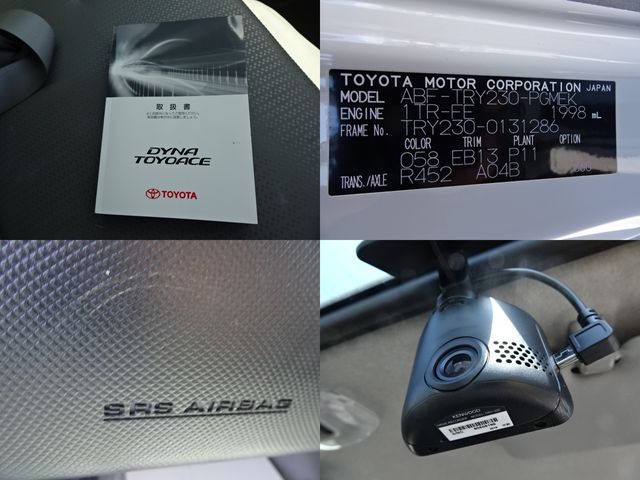 取扱書
DYNA
TOYOACE
TOYOTA
TOYOTA MOTOR CORPORATION JAPAN
MODEL ABF-TRY230-PGMEK
ENGINE 1TR-FE 1998 mL
FRAME No. TRY230-0131286
COLOR TRIM PLANT OPTION
058 EB13 P11
TRANS./AXLE R452 A04B
SRS AIRBAG
KENWOOD